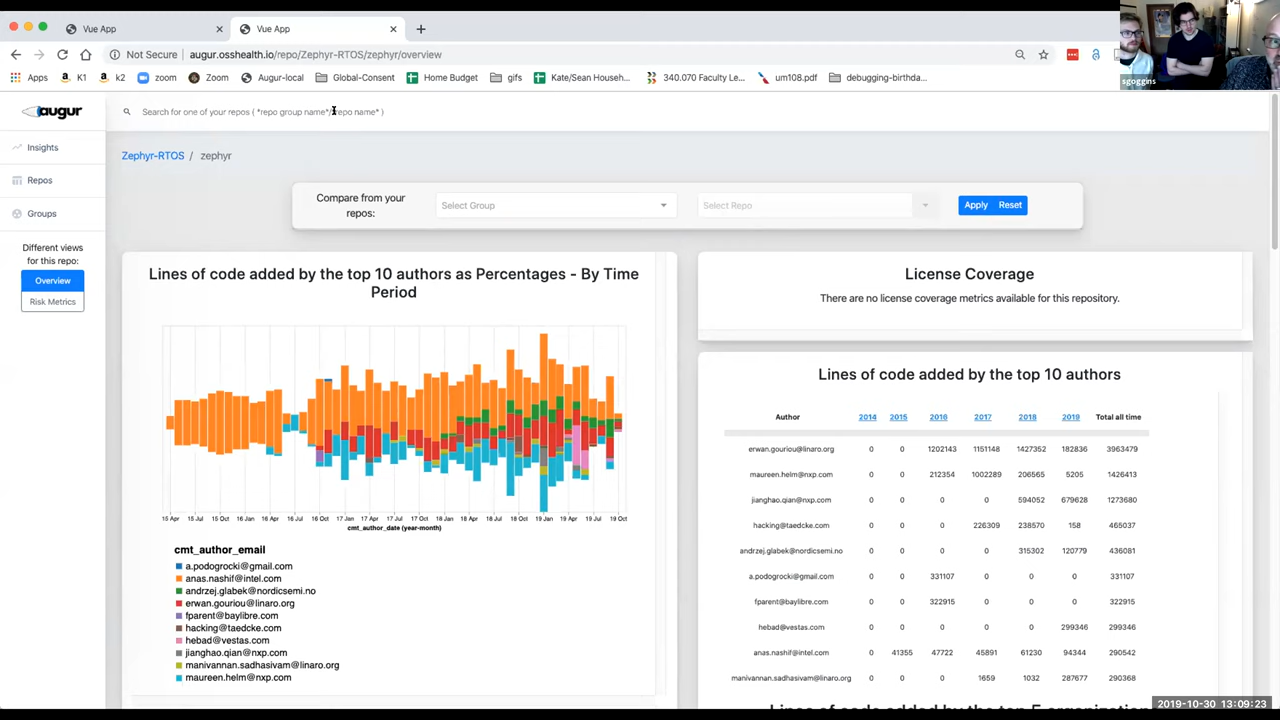 Vue App
Vue App
Not Secure augur.osshealth.io/repo/Zephyr-RTOS/zephyr/overview
Apps K1 k2 zoom Zoom Augur-local Global-Consent Home Budget gifs Kate/Sean Househ... 340.070 Faculty Le... um108.pdf debugging-birthda...
sgoggins
augur
Search for one of your repos ( *repo group name*/*repo name* )
Insights
Repos
Groups
Different views
for this repo:
Overview
Risk Metrics
Zephyr-RTOS / zephyr
Compare from your
repos:
Select Group
Select Repo
Apply Reset
Lines of code added by the top 10 authors as Percentages - By Time
Period
15 Apr 15 Jul 15 Oct 16 Jan 16 Apr 16 Jul 16 Oct 17 Jan 17 Apr 17 Jul 17 Oct 18 Jan 18 Apr 18 Jul 18 Oct 19 Jan 19 Apr 19 Jul 19 Oct
cmt_author_date (year-month)
cmt_author_email
a.podogrocki@gmail.com
anas.nashif@intel.com
andrzej.glabek@nordicsemi.no
erwan.gouriou@linaro.org
fparent@baylibre.com
hacking@taedcke.com
hebad@vestas.com
jianghao.qian@nxp.com
manivannan.sadhasivam@linaro.org
maureen.helm@nxp.com
License Coverage
There are no license coverage metrics available for this repository.
Lines of code added by the top 10 authors
Author 2014 2015 2016 2017 2018 2019 Total all time
erwan.gouriou@linaro.org 0 0 1202143 1151148 1427352 182836 3963479
maureen.helm@nxp.com 0 0 212354 1002289 206565 5205 1426413
jianghao.qian@nxp.com 0 0 0 0 594052 679628 1273680
hacking@taedcke.com 0 0 0 226309 238570 158 465037
andrzej.glabek@nordicsemi.no 0 0 0 0 315302 120779 436081
a.podogrocki@gmail.com 0 0 331107 0 0 0 331107
fparent@baylibre.com 0 0 322915 0 0 0 322915
hebad@vestas.com 0 0 0 0 0 299346 299346
anas.nashif@intel.com 0 41355 47722 45891 61230 94344 290542
manivannan.sadhasivam@linaro.org 0 0 0 1659 1032 287677 290368
Lines of code added by the top 5 organizations
2019-10-30 13:09:23